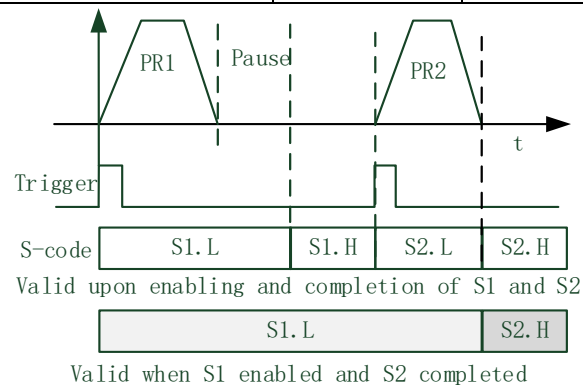 PR1 Pause PR2
t
Trigger
S-code S1.L S1.H S2.L S2.H
Valid upon enabling and completion of S1 and S2
S1.L S2.H
Valid when S1 enabled and S2 completed